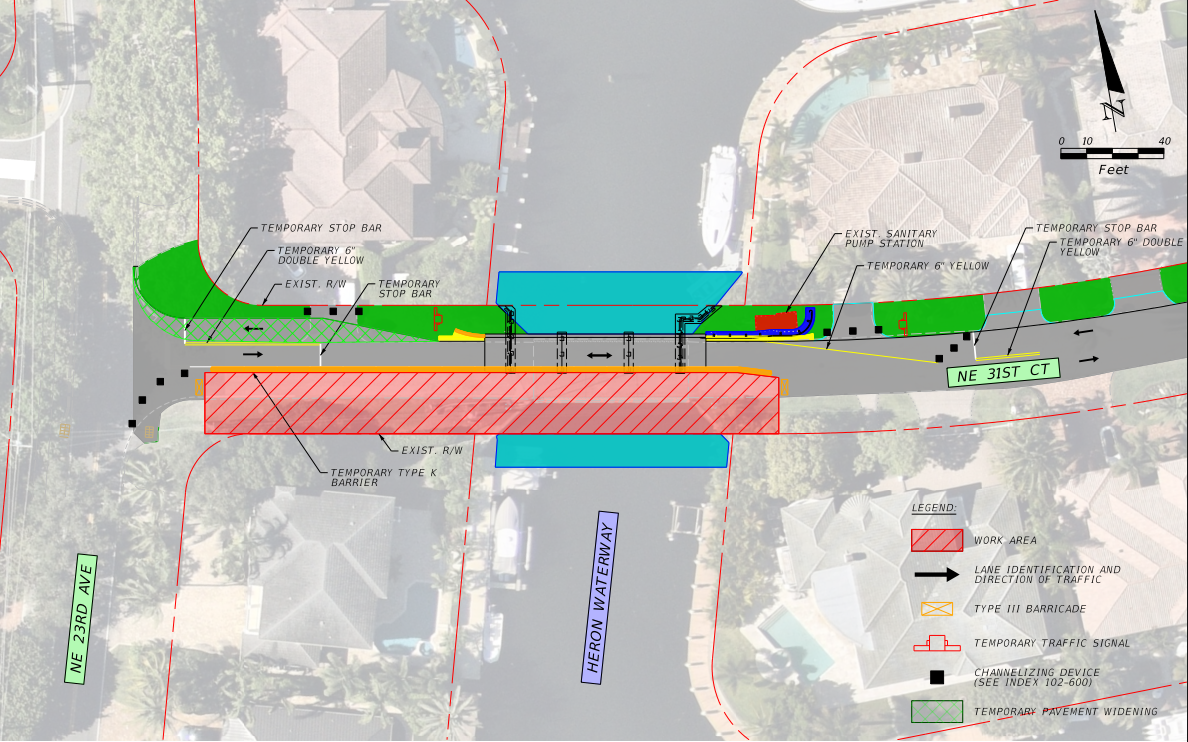 N
0 10 40
Feet
TEMPORARY STOP BAR
TEMPORARY 6"
DOUBLE YELLOW
EXIST. R/W
TEMPORARY
STOP BAR
EXIST. SANITARY
PUMP STATION
TEMPORARY 6" YELLOW
TEMPORARY STOP BAR
TEMPORARY 6" DOUBLE
YELLOW
NE 31ST CT
EXIST. R/W
TEMPORARY TYPE K
BARRIER
NE 23RD AVE
HERON WATERWAY
LEGEND:
WORK AREA
LANE IDENTIFICATION AND
DIRECTION OF TRAFFIC
TYPE III BARRICADE
TEMPORARY TRAFFIC SIGNAL
CHANNELIZING DEVICE
(SEE INDEX 102-600)
TEMPORARY PAVEMENT WIDENING